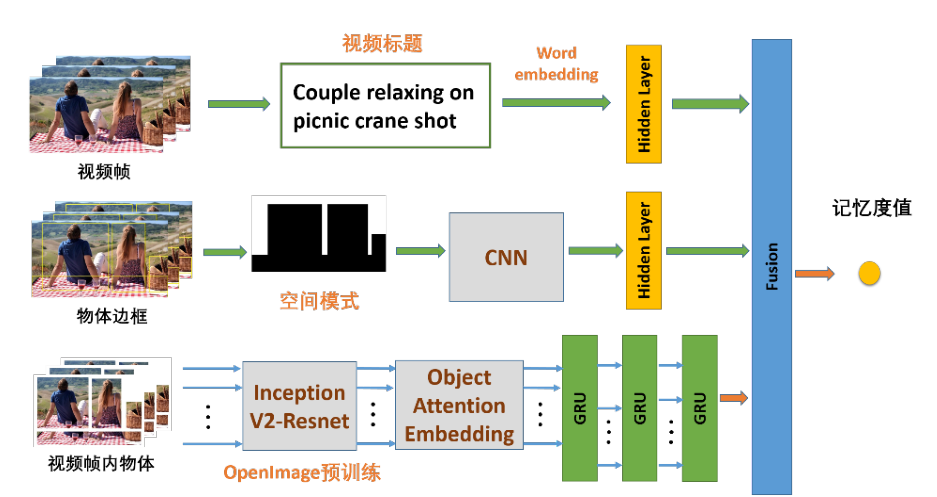 视频标题
Couple relaxing on
picnic crane shot
Word
embedding
Hidden Layer
视频帧
空间模式
CNN
Hidden Layer
物体边框
Inception
V2-Resnet
Object
Attention
Embedding
GRU
GRU
GRU
视频帧内物体
OpenImage预训练
Fusion
记忆度值